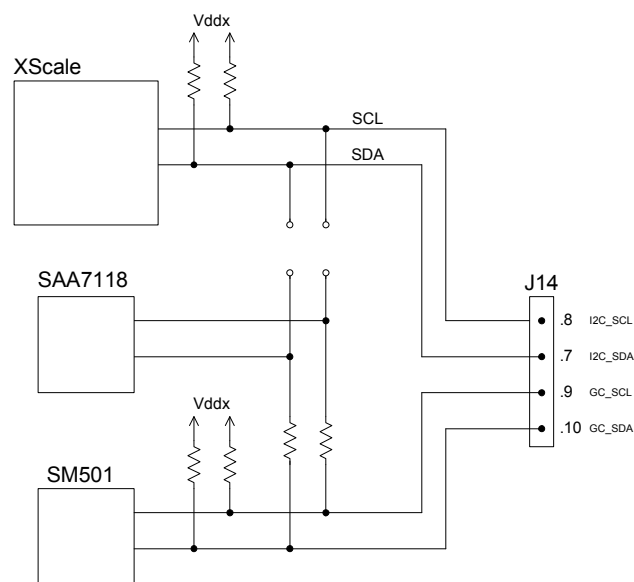 Vddx
XScale
SCL
SDA
SAA7118
J14
.8 I2C_SCL
.7 I2C_SDA
Vddx
.9 GC_SCL
.10 GC_SDA
SM501